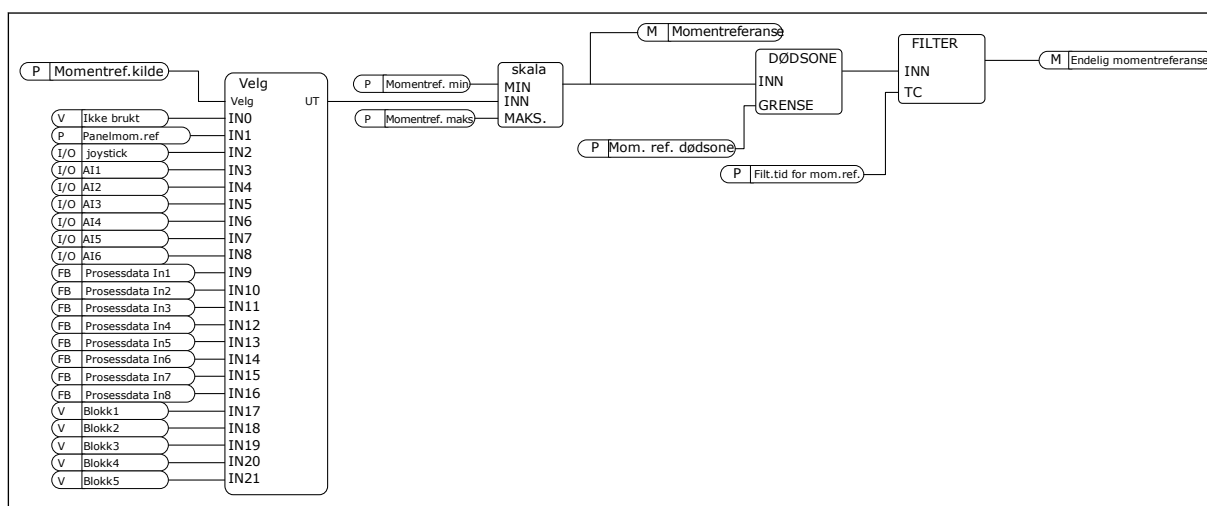 M Momentreferanse
P Momentref.kilde
Velg
Velg UT
V Ikke brukt IN0
P Panelmom.ref IN1
I/O joystick IN2
I/O AI1 IN3
I/O AI2 IN4
I/O AI3 IN5
I/O AI4 IN6
I/O AI5 IN7
I/O AI6 IN8
FB Prosessdata In1 IN9
FB Prosessdata In2 IN10
FB Prosessdata In3 IN11
FB Prosessdata In4 IN12
FB Prosessdata In5 IN13
FB Prosessdata In6 IN14
FB Prosessdata In7 IN15
FB Prosessdata In8 IN16
V Blokk1 IN17
V Blokk2 IN18
V Blokk3 IN19
V Blokk4 IN20
V Blokk5 IN21
P Momentref. min
P Momentref. maks
skala
MIN
INN
MAKS.
DØDSONE
INN
GRENSE
P Mom. ref. dødsone
FILTER
INN
TC
P Filt.tid for mom.ref.
M Endelig momentreferanse